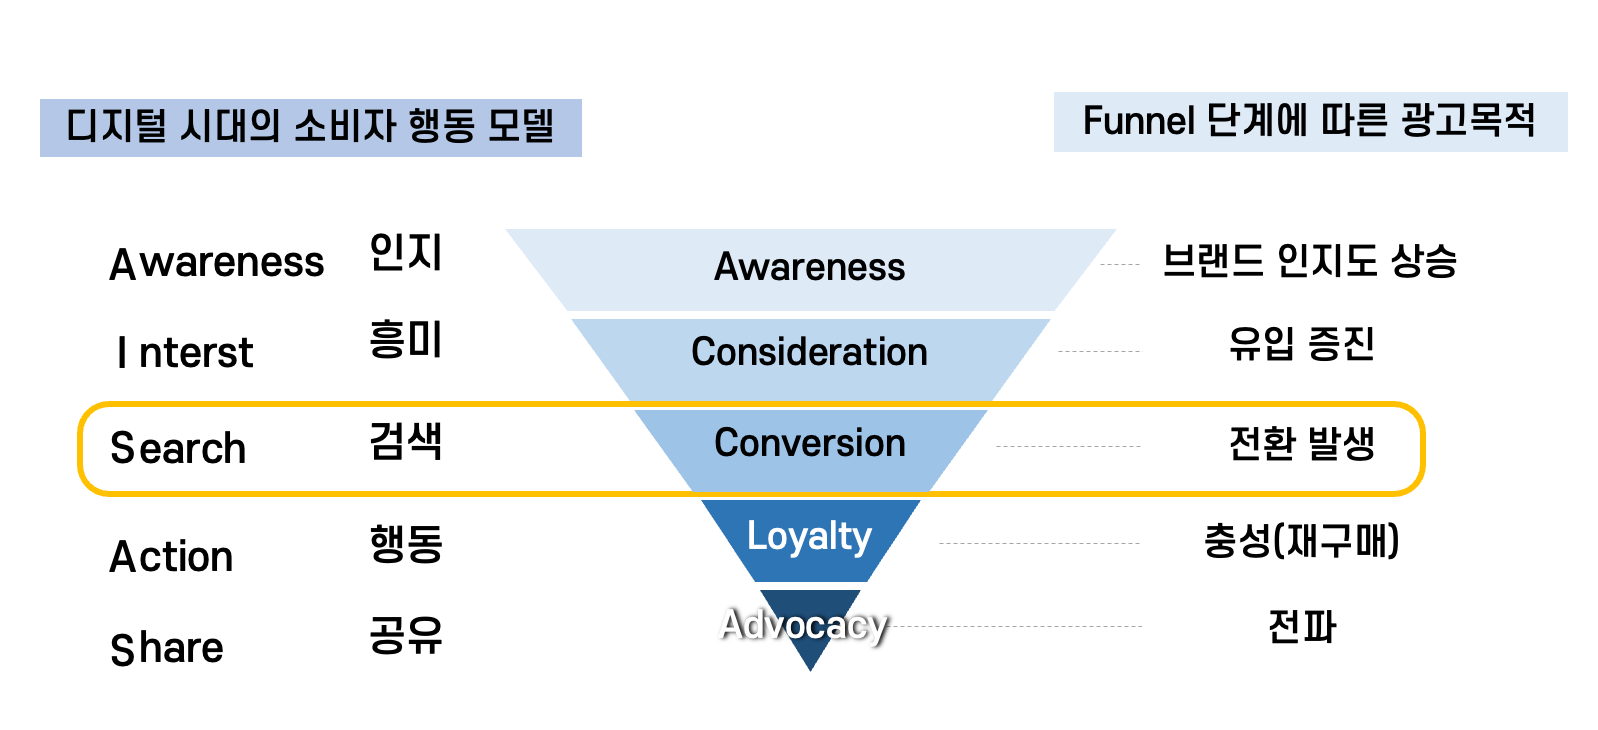 디지털 시대의 소비자 행동 모델
Funnel 단계에 따른 광고목적
Awareness 인지 Awareness 브랜드 인지도 상승
I nterst 흥미 Consideration 유입 증진
Search 검색 Conversion 전환 발생
Action 행동 Loyalty 충성(재구매)
Share 공유 Advocacy 전파